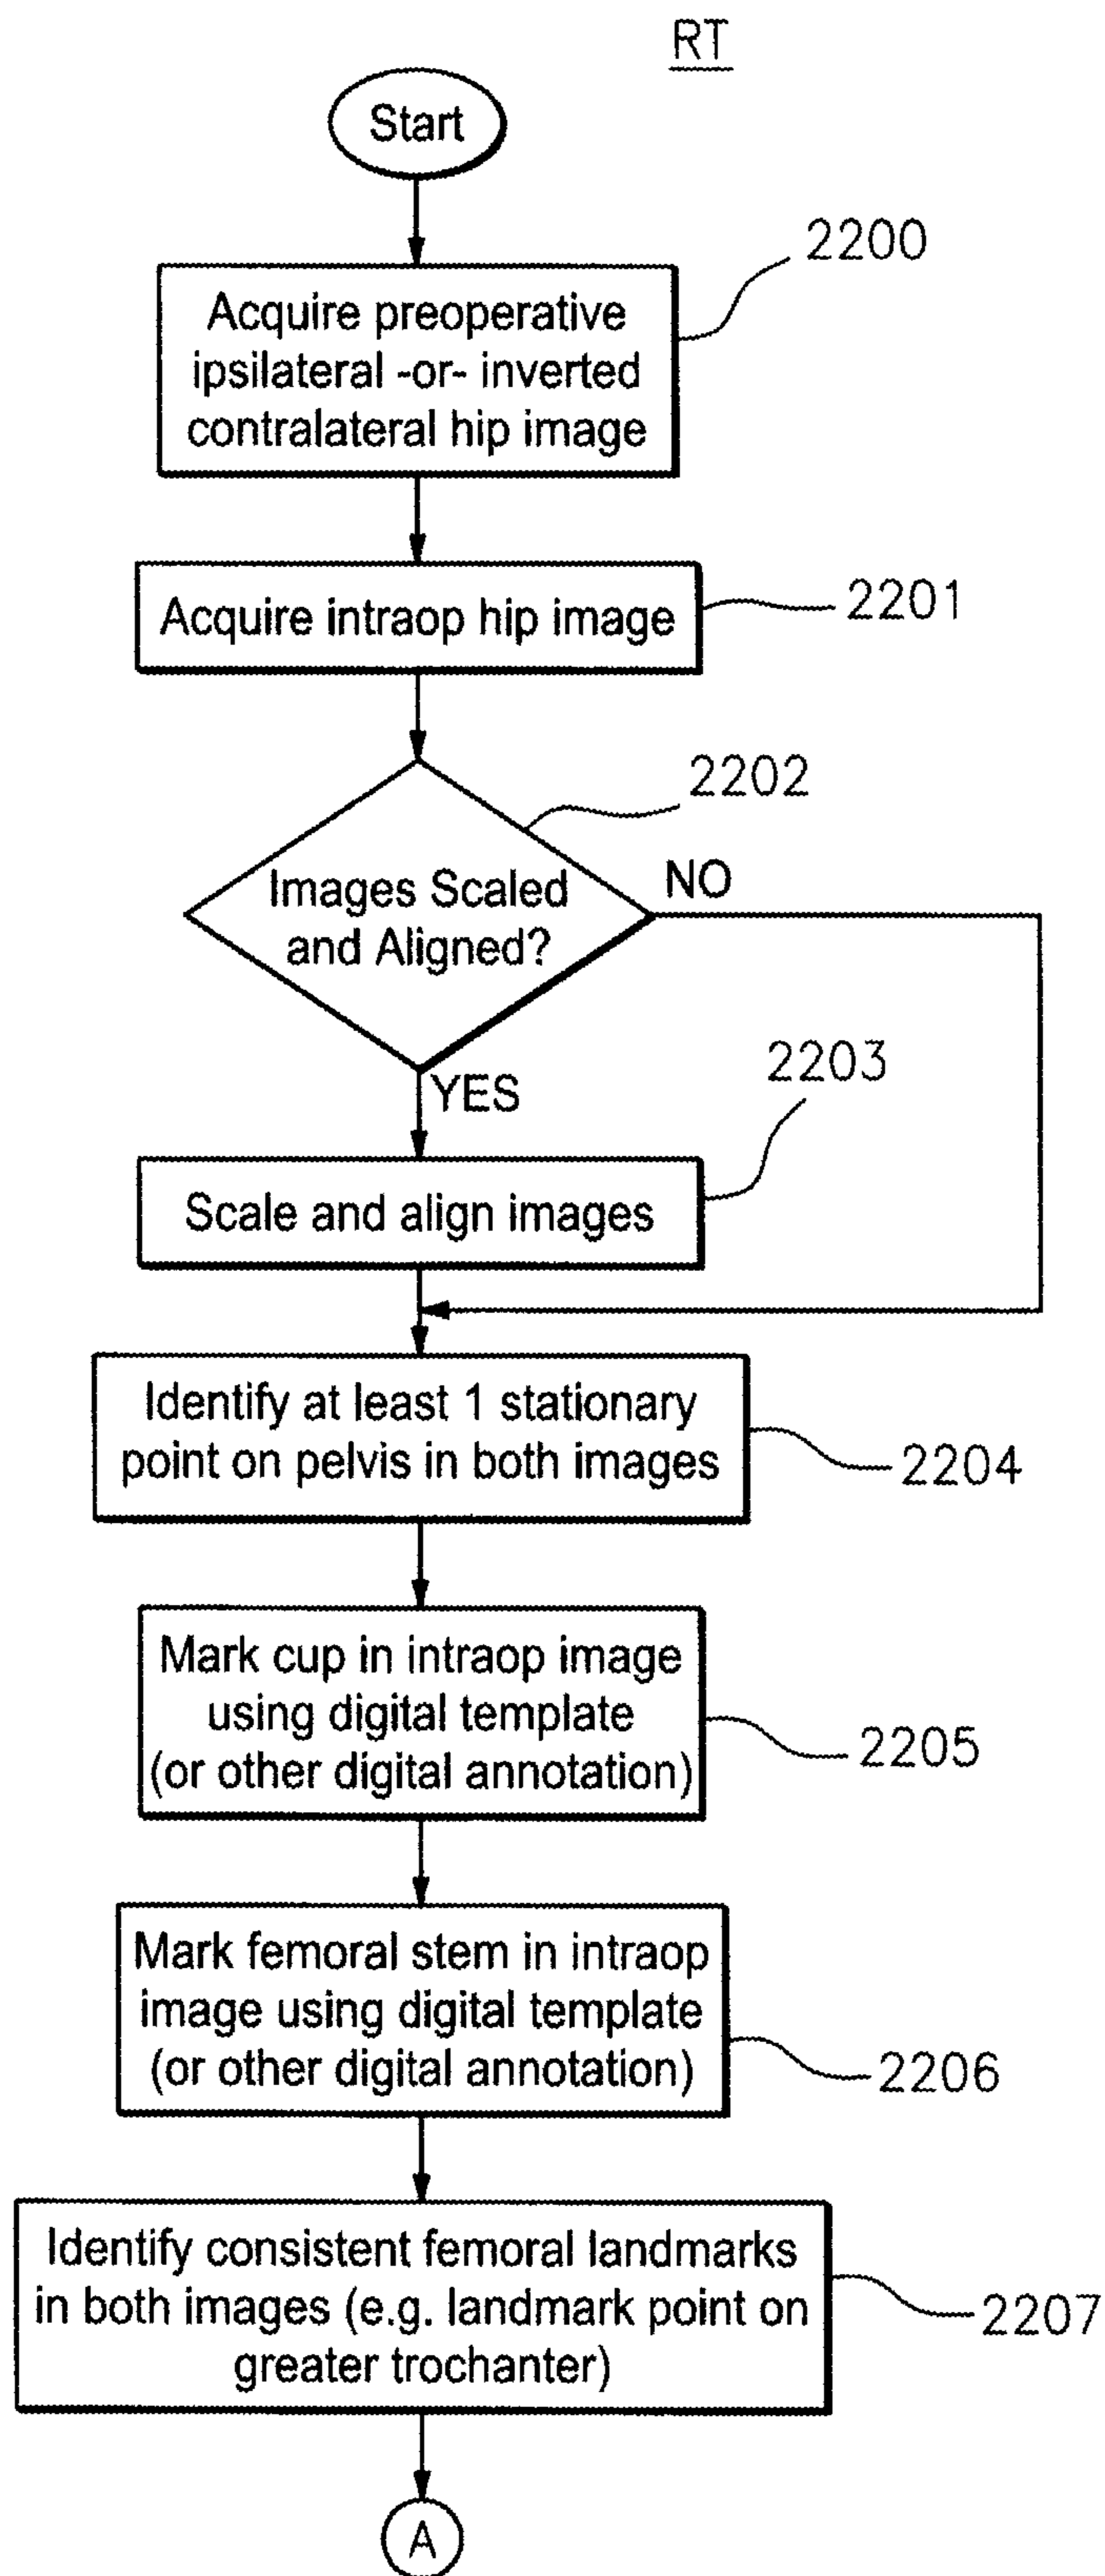 RT
Start
2200
Acquire preoperative
ipsilateral -or- inverted
contralateral hip image
Acquire intraop hip image
2201
2202
Images Scaled
and Aligned?
NO
YES
2203
Scale and align images
Identify at least 1 stationary
point on pelvis in both images
2204
Mark cup in intraop image
using digital template
(or other digital annotation)
2205
Mark femoral stem in intraop
image using digital template
(or other digital annotation)
2206
Identify consistent femoral landmarks
in both images (e.g. landmark point on
greater trochanter)
2207
A